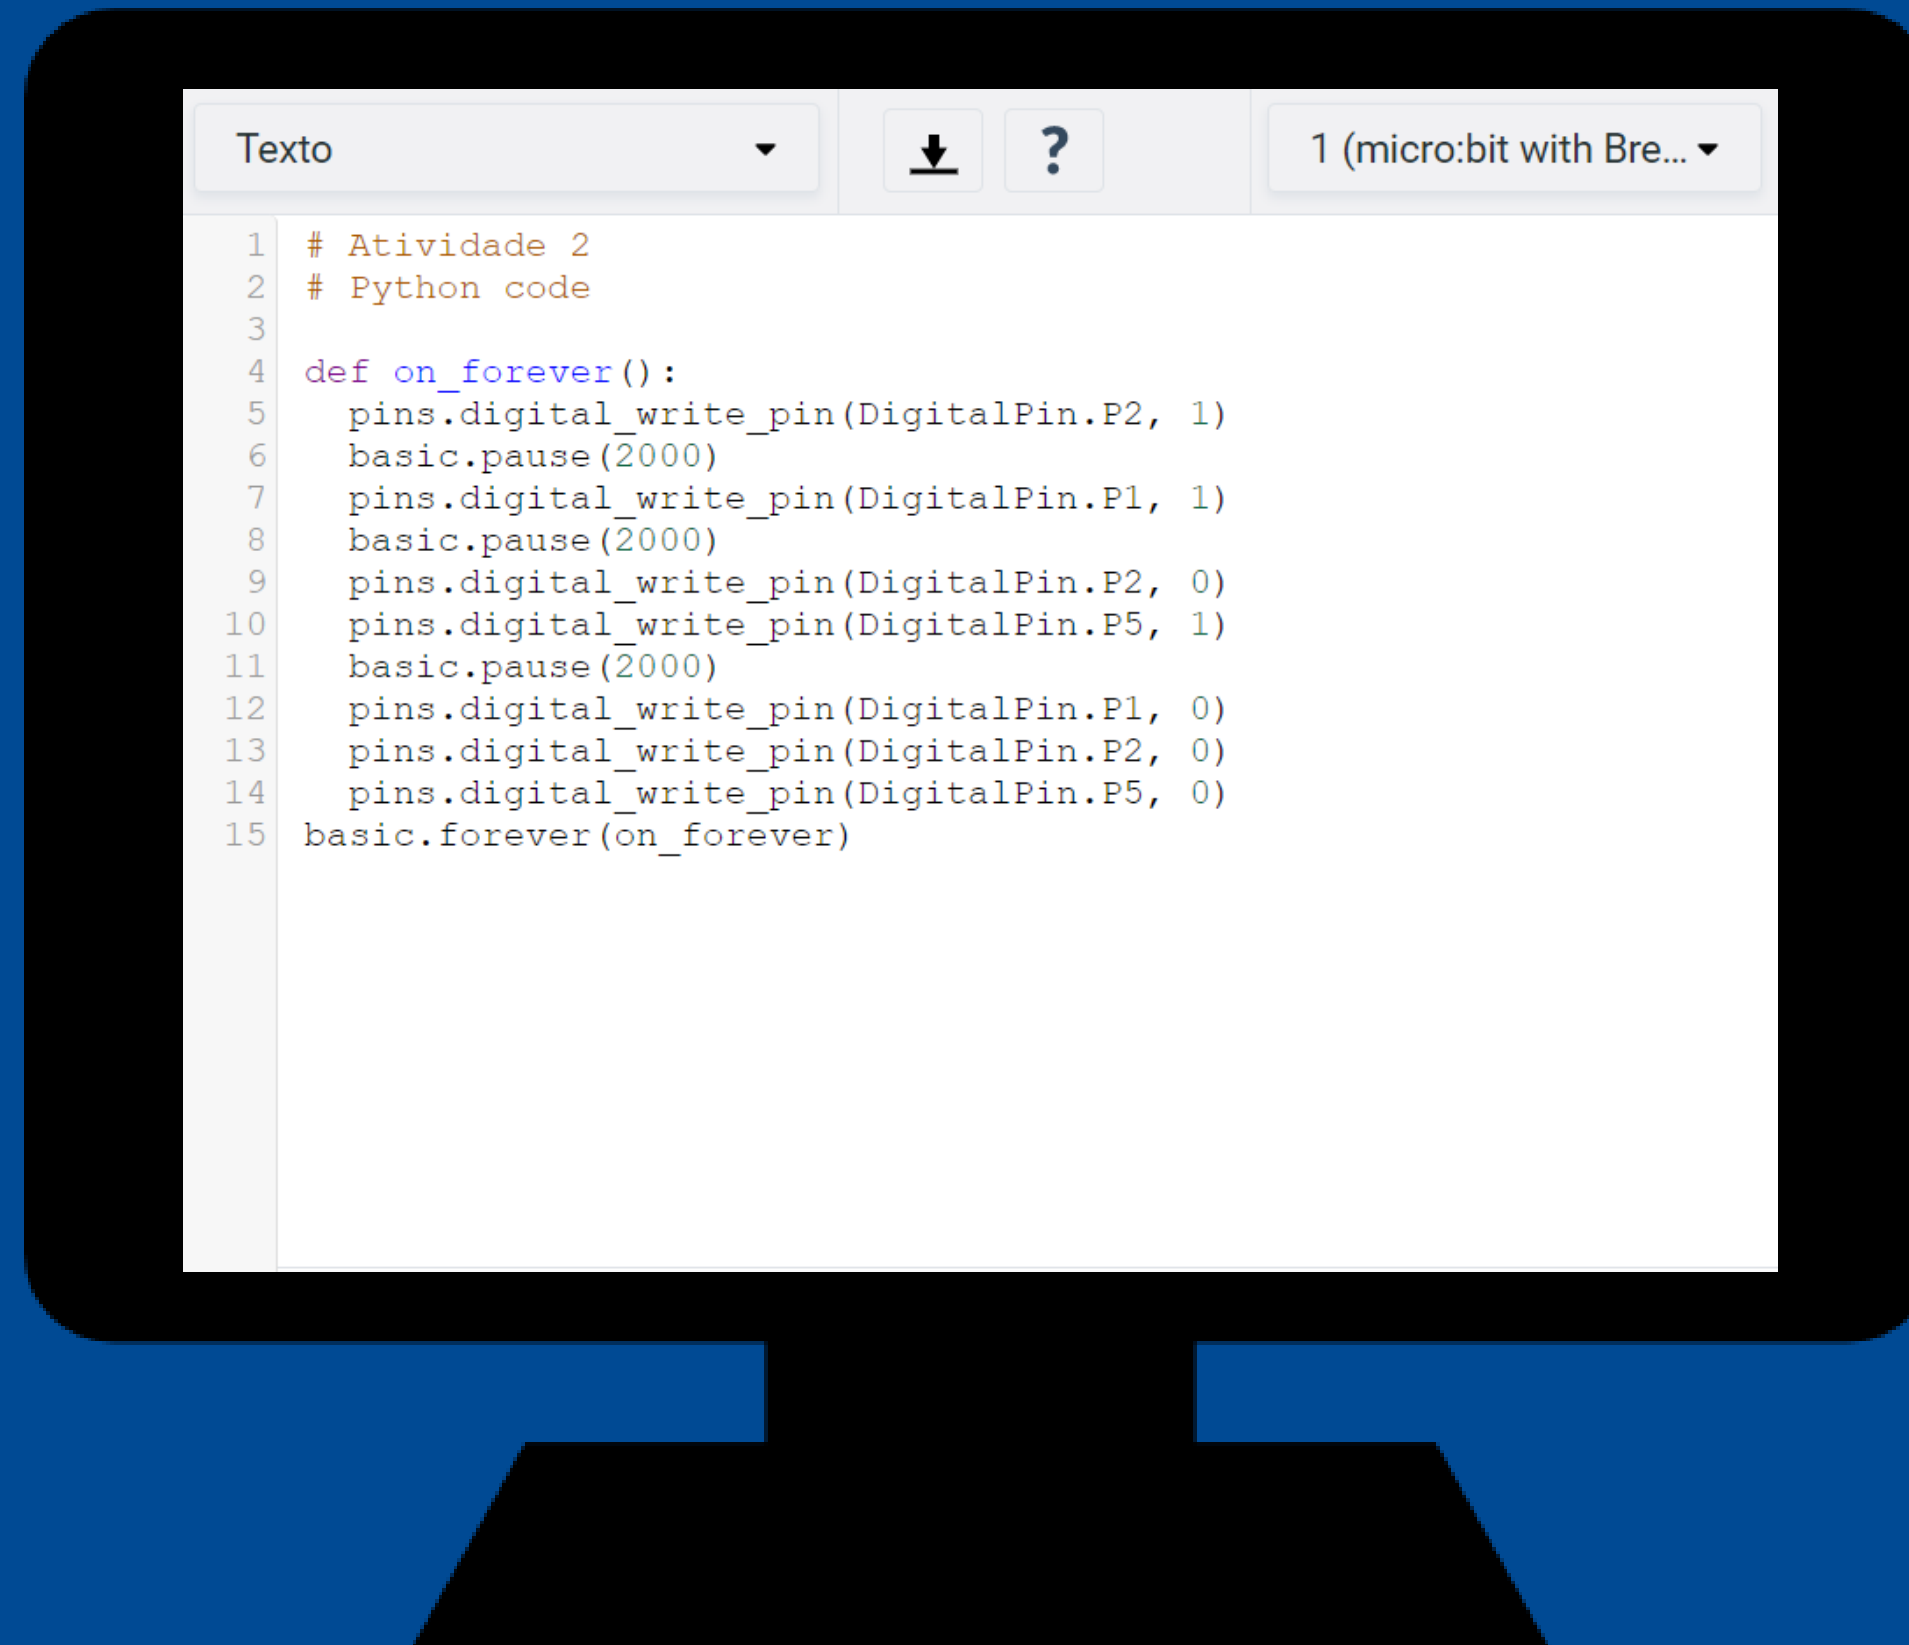 Texto
?
1 (micro:bit with Bre...
1 # Atividade 2
2 # Python code
3
4 def on_forever():
5   pins.digital_write_pin(DigitalPin.P2, 1)
6   basic.pause(2000)
7   pins.digital_write_pin(DigitalPin.P1, 1)
8   basic.pause(2000)
9   pins.digital_write_pin(DigitalPin.P2, 0)
10   pins.digital_write_pin(DigitalPin.P5, 1)
11   basic.pause(2000)
12   pins.digital_write_pin(DigitalPin.P1, 0)
13   pins.digital_write_pin(DigitalPin.P2, 0)
14   pins.digital_write_pin(DigitalPin.P5, 0)
15 basic.forever(on_forever)